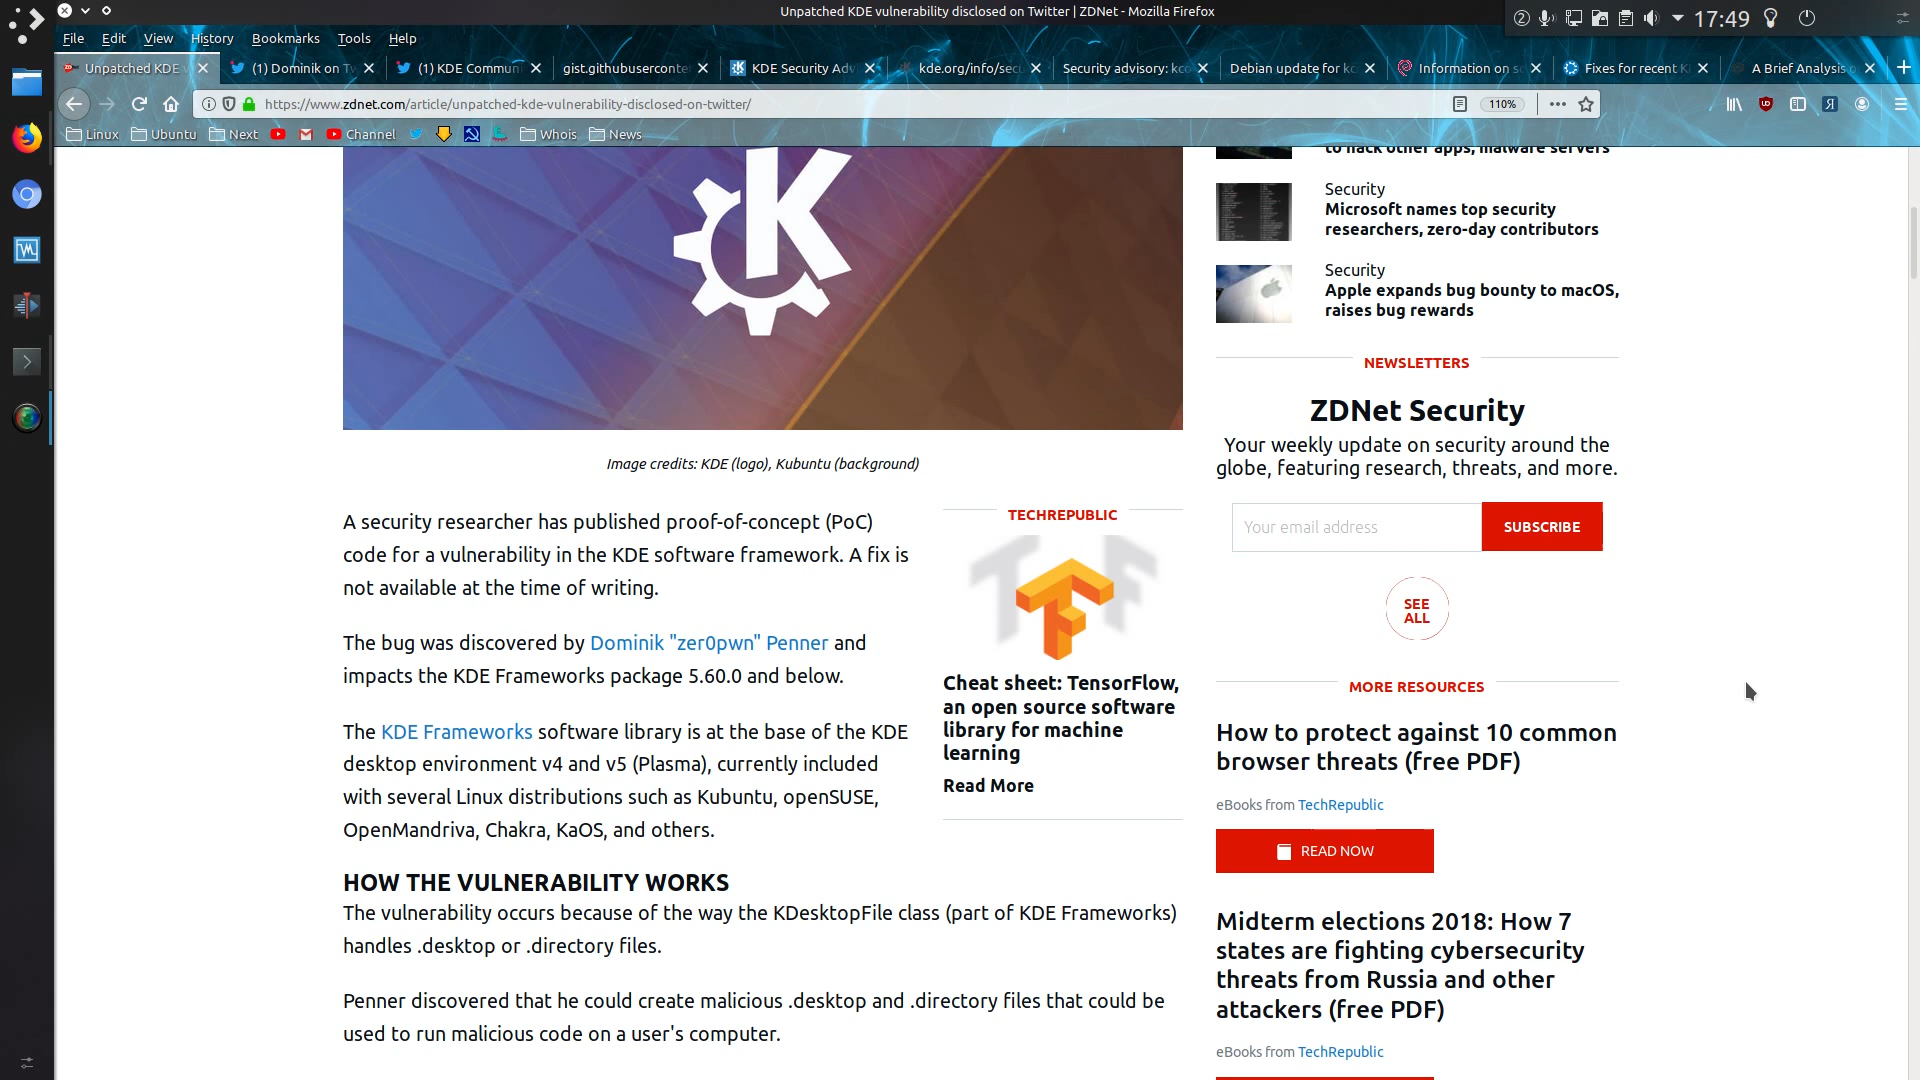 Unpatched KDE vulnerability disclosed on Twitter | ZDNet - Mozilla Firefox
17:49
File Edit View History Bookmarks Tools Help
Unpatched KDE
(1) Dominik on Tw
(1) KDE Commun
gist.githubuserconte
KDE Security Adv
kde.org/info/secu
Security advisory: kco
Debian update for kc
Information on so
Fixes for recent K
A Brief Analysis o
https://www.zdnet.com/article/unpatched-kde-vulnerability-disclosed-on-twitter/
110%
Linux Ubuntu Next Channel Whois News
to hack other apps, malware servers
Security
Microsoft names top security
researchers, zero-day contributors
Security
Apple expands bug bounty to macOS,
raises bug rewards
NEWSLETTERS
ZDNet Security
Your weekly update on security around the
globe, featuring research, threats, and more.
Your email address
SUBSCRIBE
SEE
ALL
MORE RESOURCES
How to protect against 10 common
browser threats (free PDF)
eBooks from TechRepublic
READ NOW
Midterm elections 2018: How 7
states are fighting cybersecurity
threats from Russia and other
attackers (free PDF)
eBooks from TechRepublic
Image credits: KDE (logo), Kubuntu (background)
A security researcher has published proof-of-concept (PoC)
code for a vulnerability in the KDE software framework. A fix is
not available at the time of writing.
The bug was discovered by Dominik "zer0pwn" Penner and
impacts the KDE Frameworks package 5.60.0 and below.
The KDE Frameworks software library is at the base of the KDE
desktop environment v4 and v5 (Plasma), currently included
with several Linux distributions such as Kubuntu, openSUSE,
OpenMandriva, Chakra, KaOS, and others.
TECHREPUBLIC
Cheat sheet: TensorFlow,
an open source software
library for machine
learning
Read More
HOW THE VULNERABILITY WORKS
The vulnerability occurs because of the way the KDesktopFile class (part of KDE Frameworks)
handles .desktop or .directory files.
Penner discovered that he could create malicious .desktop and .directory files that could be
used to run malicious code on a user's computer.